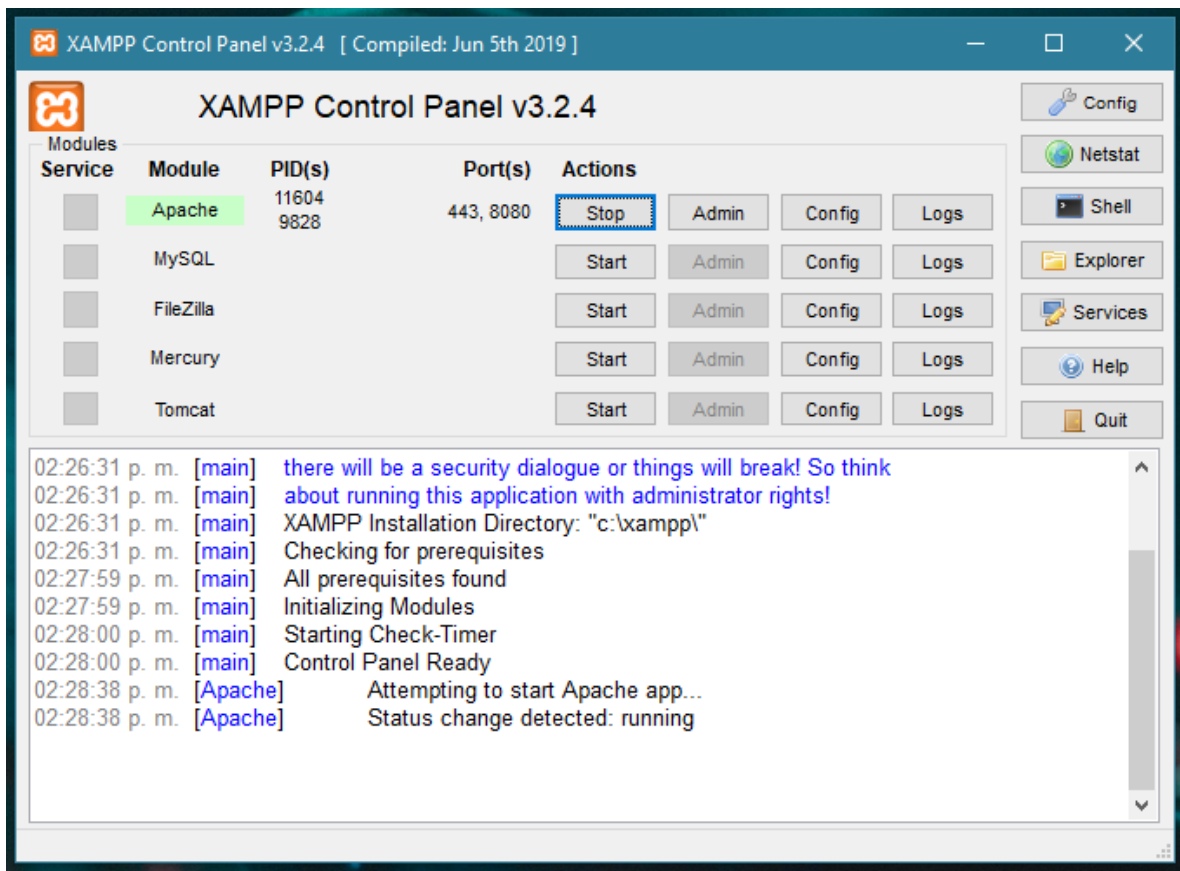 XAMPP Control Panel v3.2.4 [ Compiled: Jun 5th 2019 ]
XAMPP Control Panel v3.2.4
Config
Modules
Netstat
Service Module PID(s) Port(s) Actions
Apache 11604 443, 8080 Stop Admin Config Logs
9828
Shell
MySQL Start Admin Config Logs
Explorer
FileZilla Start Admin Config Logs
Services
Mercury Start Admin Config Logs
Help
Tomcat Start Admin Config Logs
Quit
02:26:31 p. m. [main] there will be a security dialogue or things will break! So think
02:26:31 p. m. [main] about running this application with administrator rights!
02:26:31 p. m. [main] XAMPP Installation Directory: "c:\xampp\"
02:26:31 p. m. [main] Checking for prerequisites
02:27:59 p. m. [main] All prerequisites found
02:27:59 p. m. [main] Initializing Modules
02:28:00 p. m. [main] Starting Check-Timer
02:28:00 p. m. [main] Control Panel Ready
02:28:38 p. m. [Apache] Attempting to start Apache app...
02:28:38 p. m. [Apache] Status change detected: running